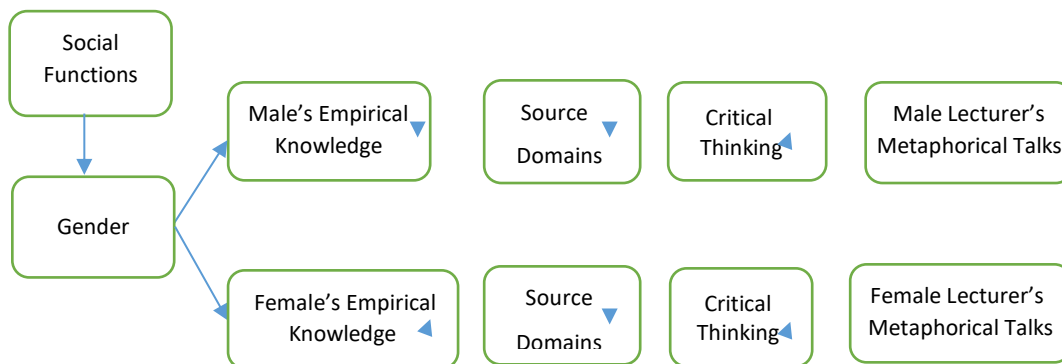 Social
Functions
Male's Empirical
Knowledge
Source
Domains
Critical
Thinking
Male Lecturer's
Metaphorical Talks
Gender
Female's Empirical
Knowledge
Source
Domains
Critical
Thinking
Female Lecturer's
Metaphorical Talks